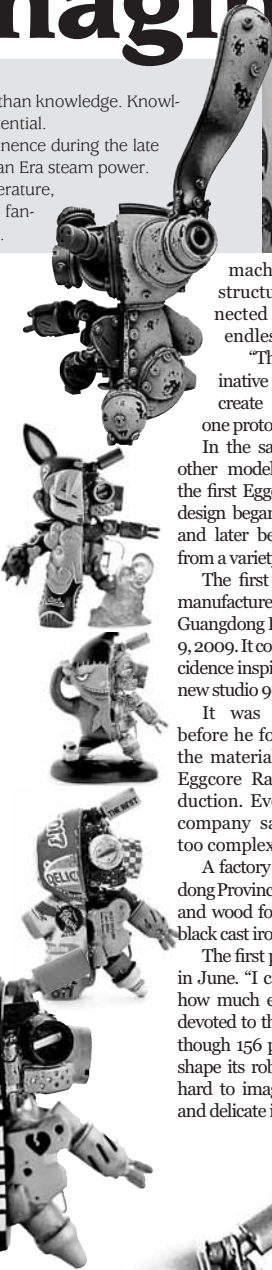 magin
than knowledge. Knowl-
tential.
nence during the late
an Era steam power.
erature,
fan-
.
mach
structu
nected
endles
“Th
inative
create
one proto
In the sa
other model
the first Egg
design began
and later be
from a variety
The first
manufacture
Guangdong P
9, 2009. It co
cidence inspi
new studio 9
It was
before he fo
the material
Eggcore Ra
duction. Eve
company sa
too complex
A factory
dong Provinc
and wood fo
black cast iro
The first p
in June. “I c
how much e
devoted to th
though 156 p
shape its rob
hard to imag
and delicate i
THE BEST
DELIC